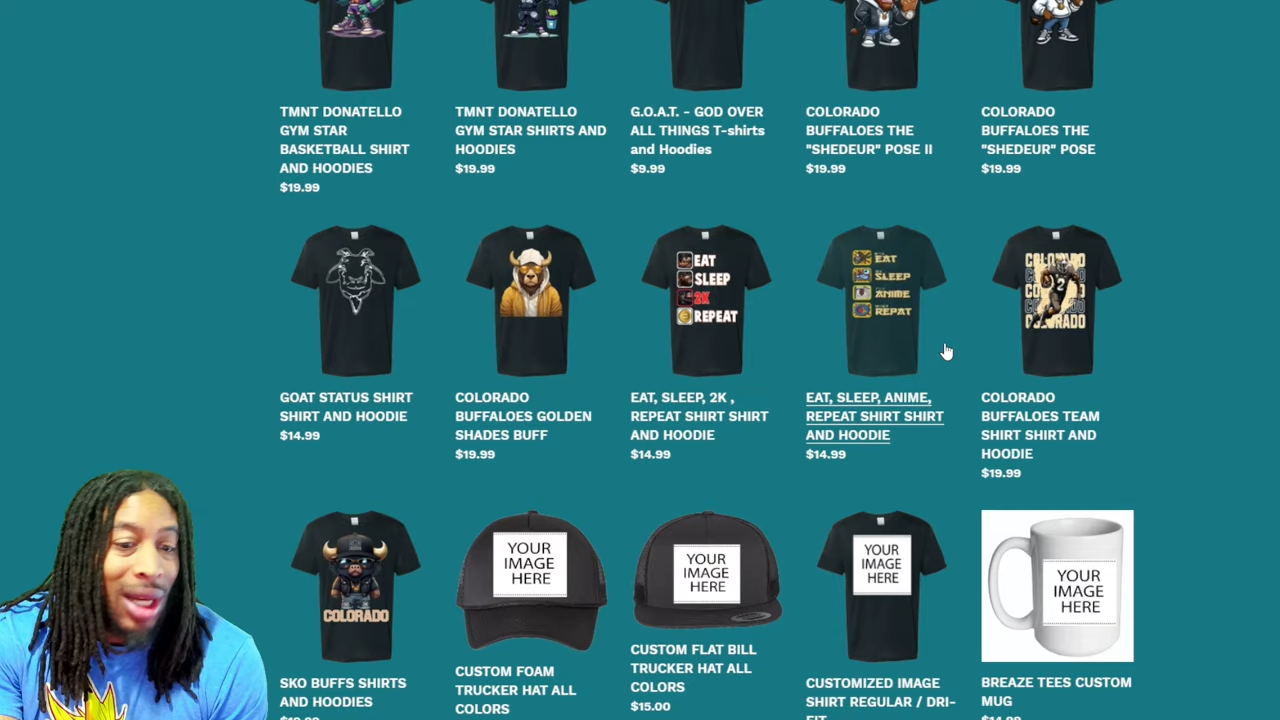 TMNT DONATELLO
GYM STAR
BASKETBALL SHIRT
AND HOODIES
$19.99
TMNT DONATELLO
GYM STAR SHIRTS AND
HOODIES
$19.99
G.O.A.T. - GOD OVER
ALL THINGS T-shirts
and Hoodies
$9.99
COLORADO
BUFFALOES THE
"SHEDEUR" POSE II
$19.99
COLORADO
BUFFALOES THE
"SHEDEUR" POSE
$19.99
EAT
SLEEP
2K
REPEAT
EAT
SLEEP
ANIME
REPAT
COLORADO
12
COLORADO
GOAT STATUS SHIRT
SHIRT AND HOODIE
$14.99
COLORADO
BUFFALOES GOLDEN
SHADES BUFF
$19.99
EAT, SLEEP, 2K ,
REPEAT SHIRT SHIRT
AND HOODIE
$14.99
EAT, SLEEP, ANIME,
REPEAT SHIRT SHIRT
AND HOODIE
$14.99
COLORADO
BUFFALOES TEAM
SHIRT SHIRT AND
HOODIE
$19.99
COLORADO
YOUR
IMAGE
HERE
YOUR
IMAGE
HERE
YOUR
IMAGE
HERE
YOUR
IMAGE
HERE
SKO BUFFS SHIRTS
AND HOODIES
CUSTOM FOAM
TRUCKER HAT ALL
COLORS
CUSTOM FLAT BILL
TRUCKER HAT ALL
COLORS
$15.00
CUSTOMIZED IMAGE
SHIRT REGULAR / DRI-
BREAZE TEES CUSTOM
MUG